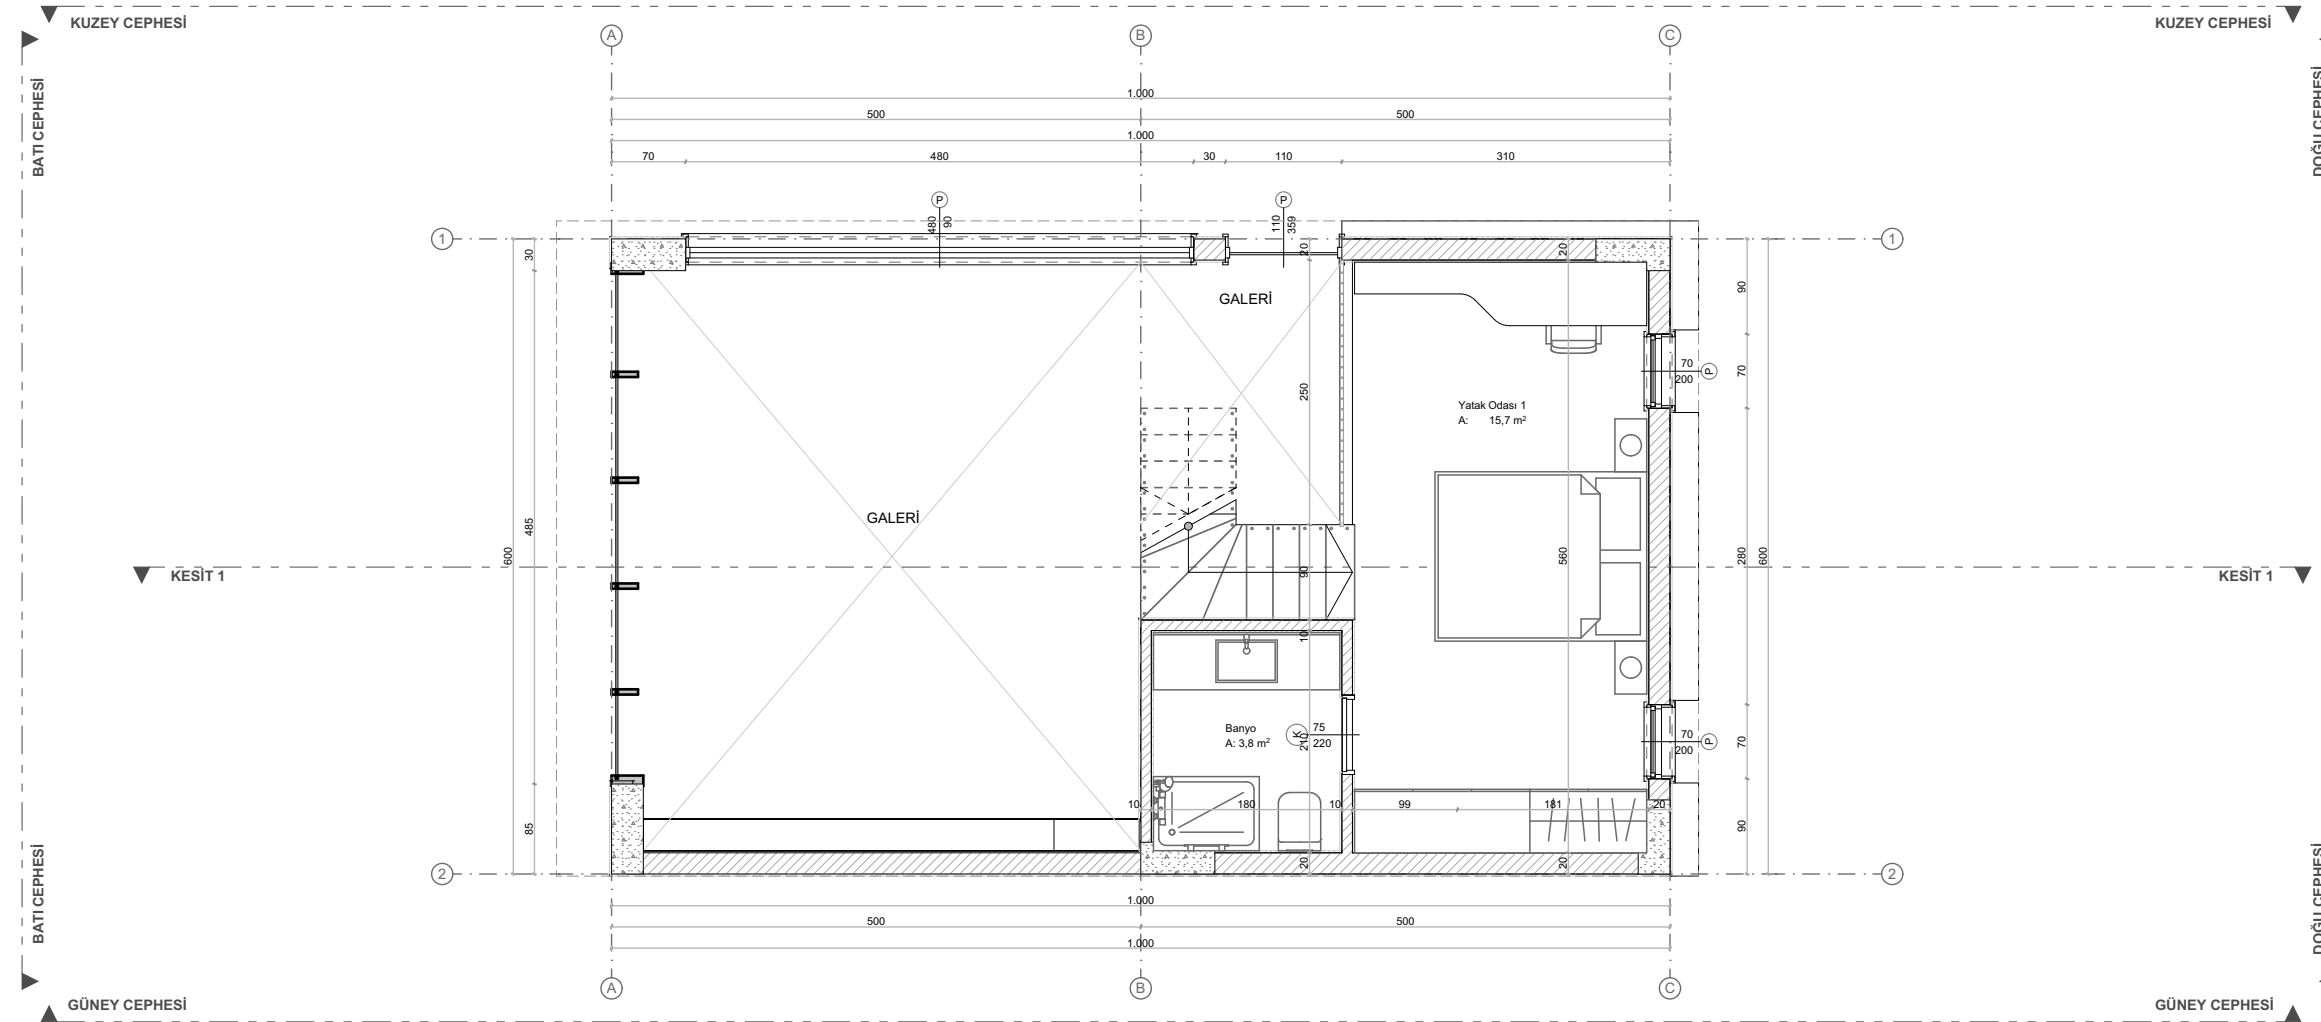 KUZEY CEPHESİ
KUZEY CEPHESİ
BATI CEPHESİ
DOĞU CEPHESİ
A
B
C
1.000
500
500
1.000
70
480
30
110
310
P
480
90
P
110
359
1
1
30
20
20
90
GALERİ
70
200
P
70
250
Yatak Odası 1
A: 15,7 m²
GALERİ
485
600
90
560
280
600
KESİT 1
KESİT 1
10
Banyo
A: 3,8 m²
K
75
220
210
70
200
P
70
10
180
10
99
181
20
85
90
20
20
2
2
BATI CEPHESİ
DOĞU CEPHESİ
1.000
500
500
1.000
A
B
C
GÜNEY CEPHESİ
GÜNEY CEPHESİ